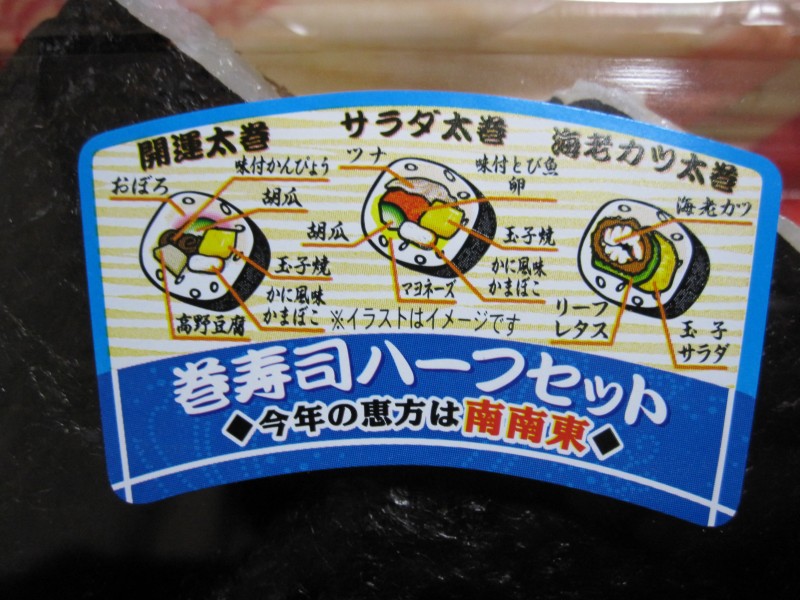 開運太巻
おぼろ
味付かんぴょう
胡瓜
玉子焼
かに風味
かまぼこ
高野豆腐
サラダ太巻
ツナ
味付とび魚
卵
胡瓜
玉子焼
かに風味
かまぼこ
マヨネーズ
海老カツ太巻
海老カツ
リーフ
レタス
玉子
サラダ
※イラストはイメージです
巻寿司ハーフセット
◆今年の恵方は南南東◆